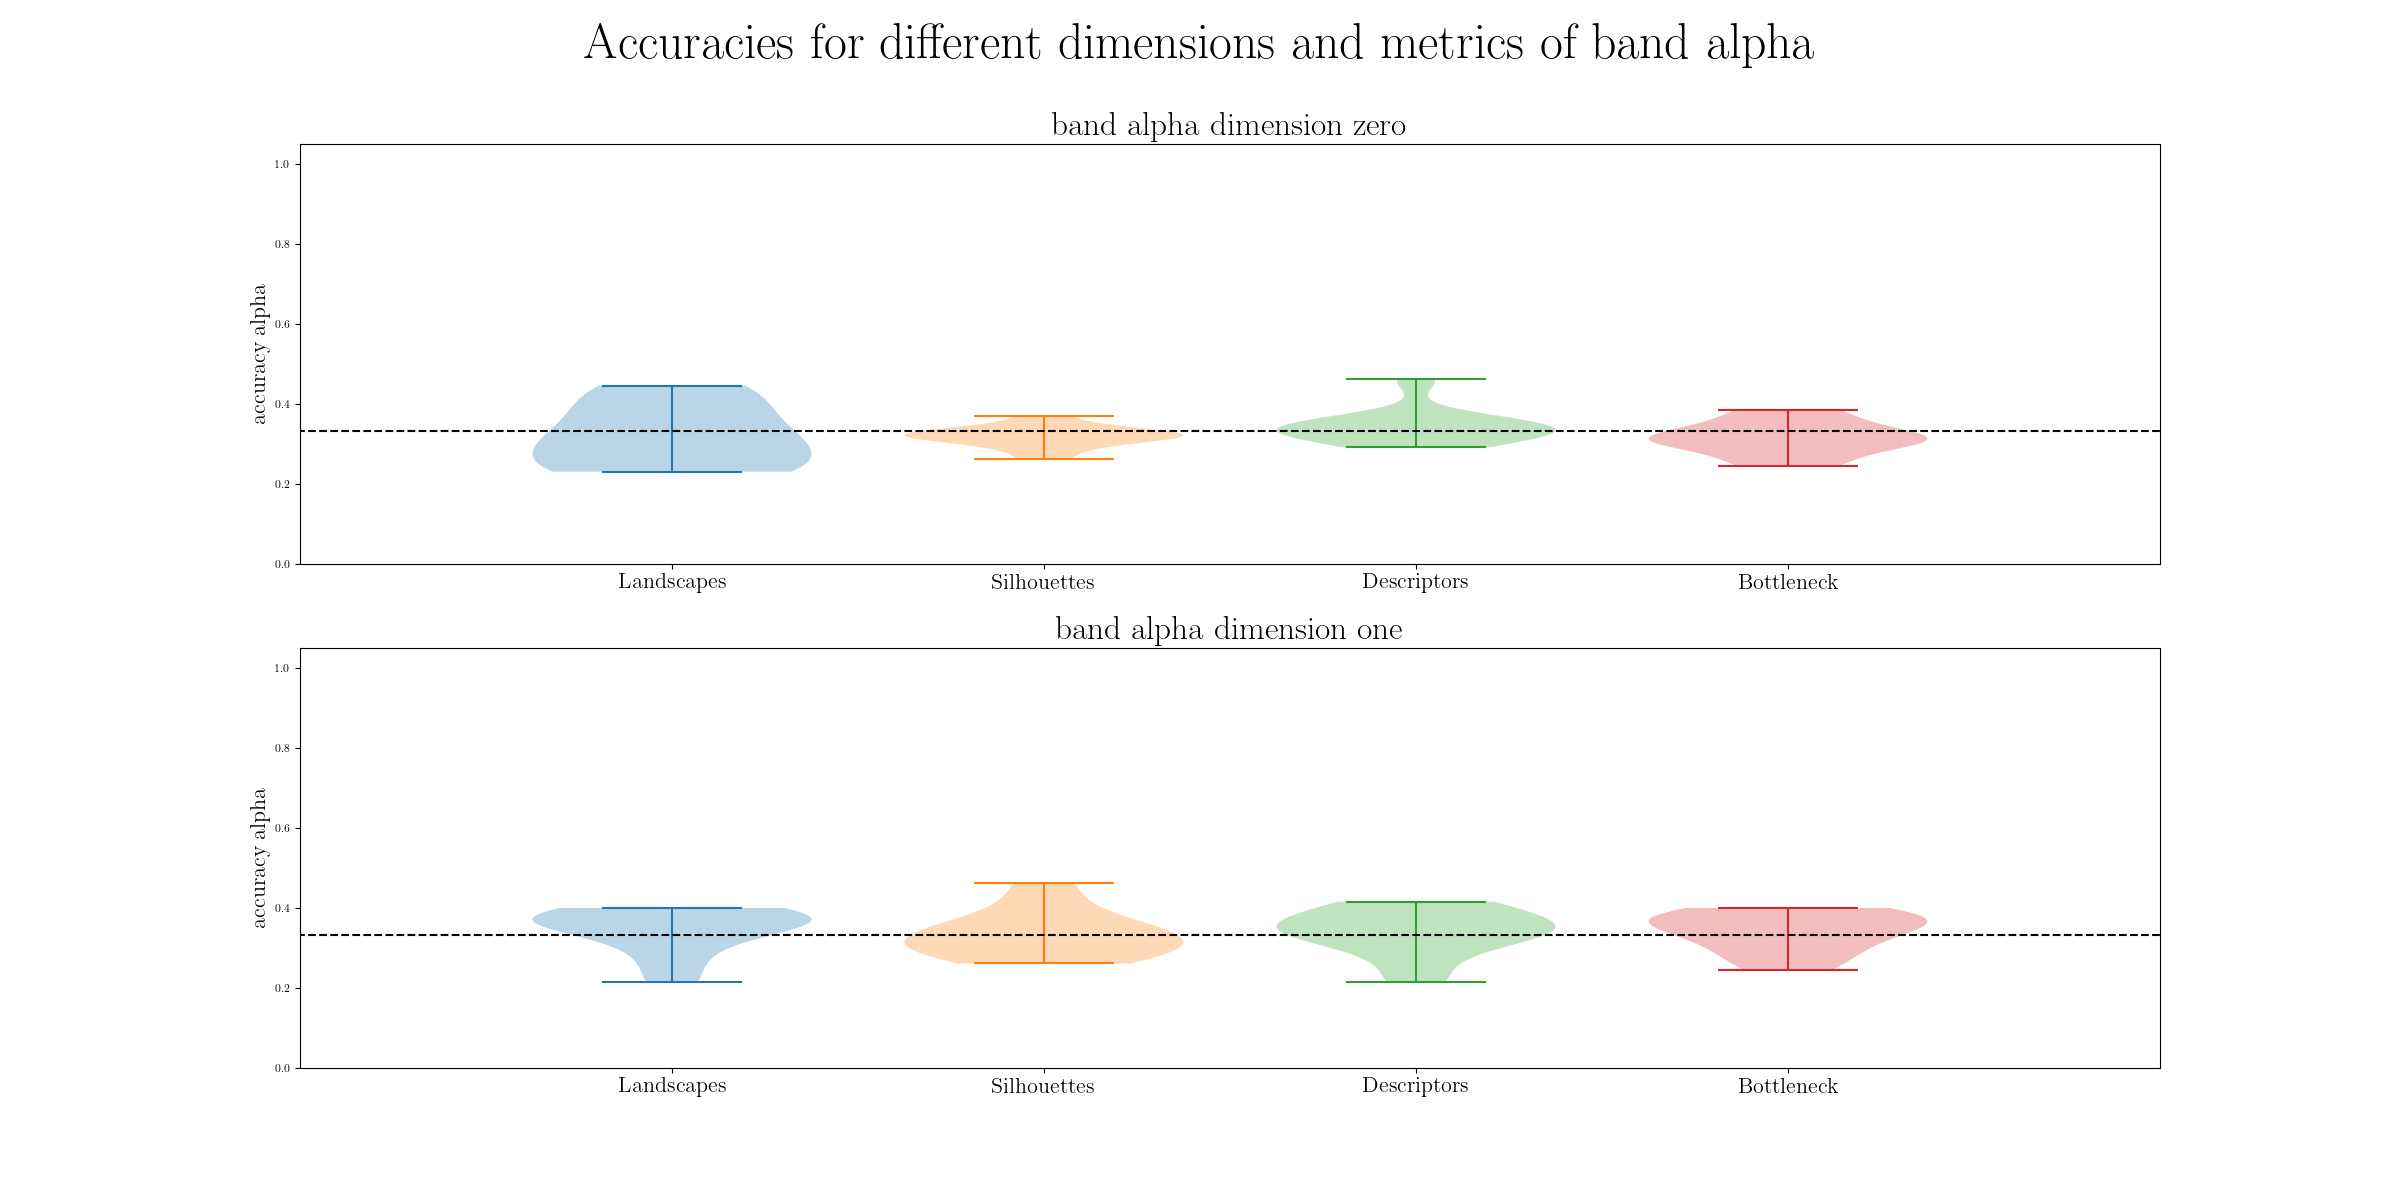 Accuracies for different dimensions and metrics of band alpha
band alpha dimension zero
1.0
0.8
0.6
0.4
0.2
0.0
accuracy alpha
Landscapes Silhouettes Descriptors Bottleneck
band alpha dimension one
1.0
0.8
0.6
0.4
0.2
0.0
accuracy alpha
Landscapes Silhouettes Descriptors Bottleneck